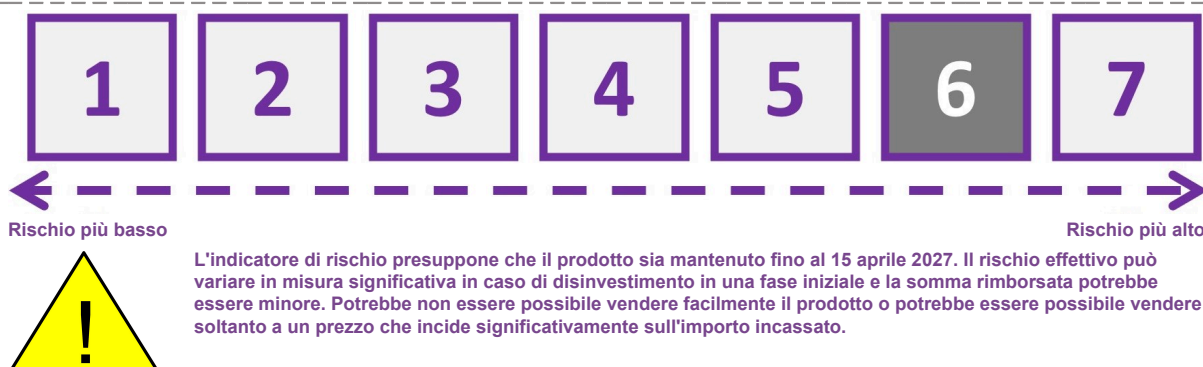 1 2 3 4 5 6 7
Rischio più basso Rischio più alto
L'indicatore di rischio presuppone che il prodotto sia mantenuto fino al 15 aprile 2027. Il rischio effettivo può
variare in misura significativa in caso di disinvestimento in una fase iniziale e la somma rimborsata potrebbe
essere minore. Potrebbe non essere possibile vendere facilmente il prodotto o potrebbe essere possibile vendere
soltanto a un prezzo che incide significativamente sull'importo incassato.
!